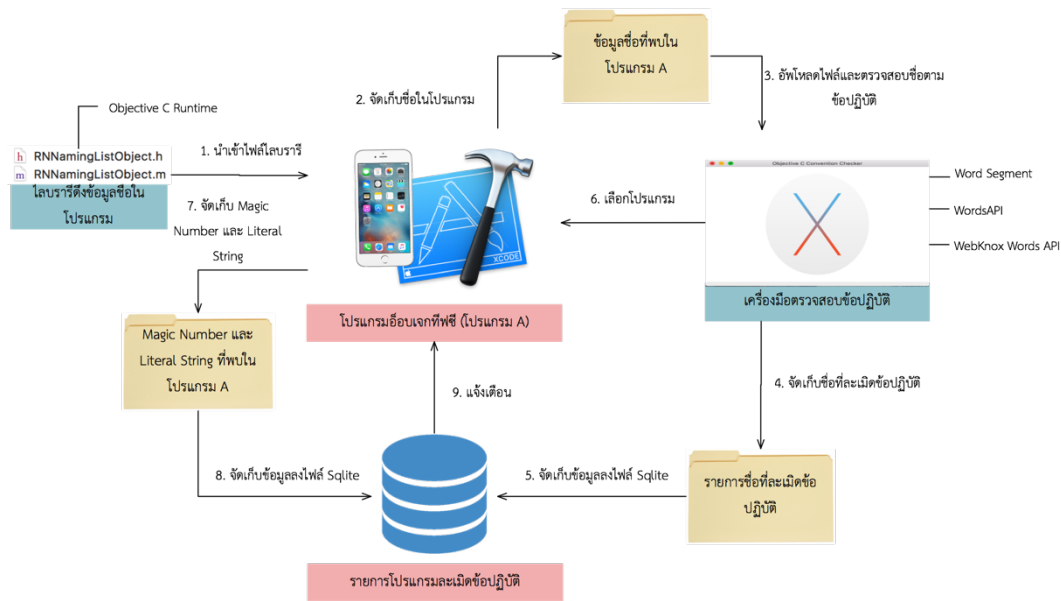 ข้อมูลชื่อที่พบใน
โปรแกรม A
2. จัดเก็บชื่อในโปรแกรม
3. อัพโหลดไฟล์และตรวจสอบชื่อตาม
ข้อปฏิบัติ
Objective C Runtime
h RNNamingListObject.h
m RNNamingListObject.m
ไลบรารีดึงข้อมูลชื่อใน
โปรแกรม
1. นำเข้าไฟล์ไลบรารี
XCODE
6. เลือกโปรแกรม
Objective C Convention Checker
Word Segment
WordsAPI
WebKnox Words API
เครื่องมือตรวจสอบข้อปฏิบัติ
7. จัดเก็บ Magic
Number และ Literal
String
โปรแกรมอ็อบเจกทีฟซี (โปรแกรม A)
Magic Number และ
Literal String ที่พบใน
โปรแกรม A
9. แจ้งเตือน
4. จัดเก็บชื่อที่ละเมิดข้อปฏิบัติ
8. จัดเก็บข้อมูลลงไฟล์ Sqlite
5. จัดเก็บข้อมูลลงไฟล์ Sqlite
รายการชื่อที่ละเมิดข้อ
ปฏิบัติ
รายการโปรแกรมละเมิดข้อปฏิบัติ